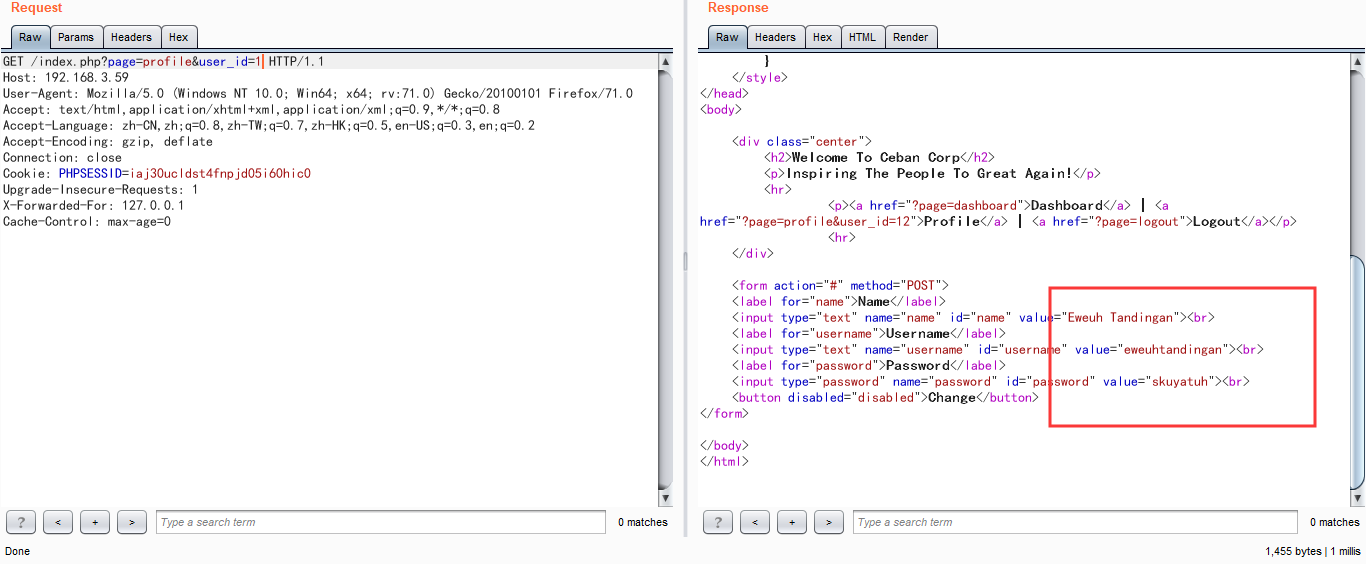 Request
Raw Params Headers Hex
GET /index.php?page=profile&user_id=1 HTTP/1.1
Host: 192.168.3.59
User-Agent: Mozilla/5.0 (Windows NT 10.0; Win64; x64; rv:71.0) Gecko/20100101 Firefox/71.0
Accept: text/html,application/xhtml+xml,application/xml;q=0.9,*/*;q=0.8
Accept-Language: zh-CN,zh;q=0.8,zh-TW;q=0.7,zh-HK;q=0.5,en-US;q=0.3,en;q=0.2
Accept-Encoding: gzip, deflate
Connection: close
Cookie: PHPSESSID=iaj30ucldst4fnpjd05i60hic0
Upgrade-Insecure-Requests: 1
X-Forwarded-For: 127.0.0.1
Cache-Control: max-age=0
? < + > Type a search term 0 matches
Done
Response
Raw Headers Hex HTML Render
}
</style>
</head>
<body>
<div class="center">
<h2>Welcome To Ceban Corp</h2>
<p>Inspiring The People To Great Again!</p>
<hr>
<p><a href="?page=dashboard">Dashboard</a> | <a
href="?page=profile&user_id=12">Profile</a> | <a href="?page=logout">Logout</a></p>
<hr>
</div>
<form action="#" method="POST">
<label for="name">Name</label>
<input type="text" name="name" id="name" value="Eweuh Tandingan"><br>
<label for="username">Username</label>
<input type="text" name="username" id="username" value="eweuhtandingan"><br>
<label for="password">Password</label>
<input type="password" name="password" id="password" value="skuyatuh"><br>
<button disabled="disabled">Change</button>
</form>
</body>
</html>
? < + > Type a search term 0 matches
1,455 bytes | 1 millis